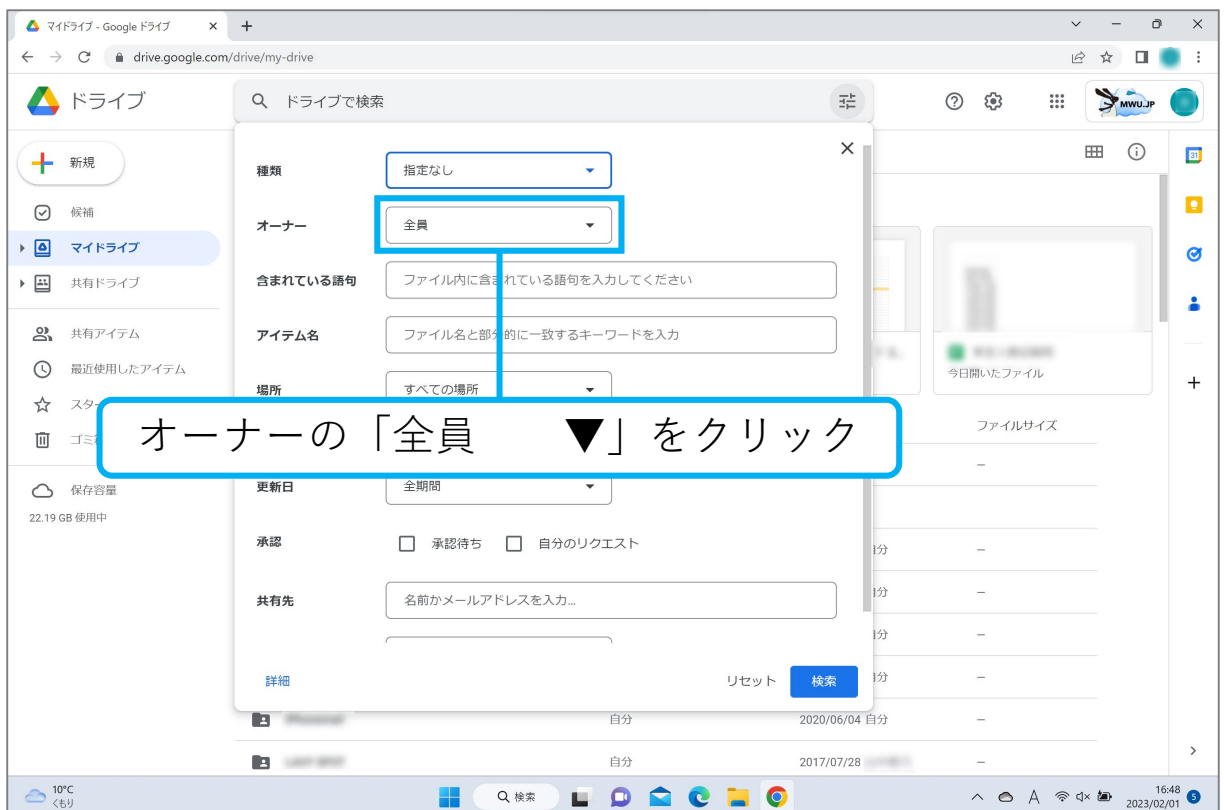 マイドライブ - Google ドライブ
drive.google.com/drive/my-drive
ドライブ
ドライブで検索
MWU.JP
新規
候補
マイドライブ
共有ドライブ
共有アイテム
最近使用したアイテム
スター
ゴミ
保存容量
22.19 GB 使用中
種類 指定なし
オーナー 全員
含まれている語句 ファイル内に含まれている語句を入力してください
アイテム名 ファイル名と部分的に一致するキーワードを入力
場所 すべての場所
オーナーの「全員　　▼」をクリック
更新日 全期間
承認 承認待ち 自分のリクエスト
共有先 名前かメールアドレスを入力...
詳細 リセット 検索
31
今日開いたファイル
ファイルサイズ
–
自分 –
自分 –
自分 –
自分 –
自分 2020/06/04 自分 –
自分 2017/07/28 –
10°C
くもり
検索
A
16:48
2023/02/01
5